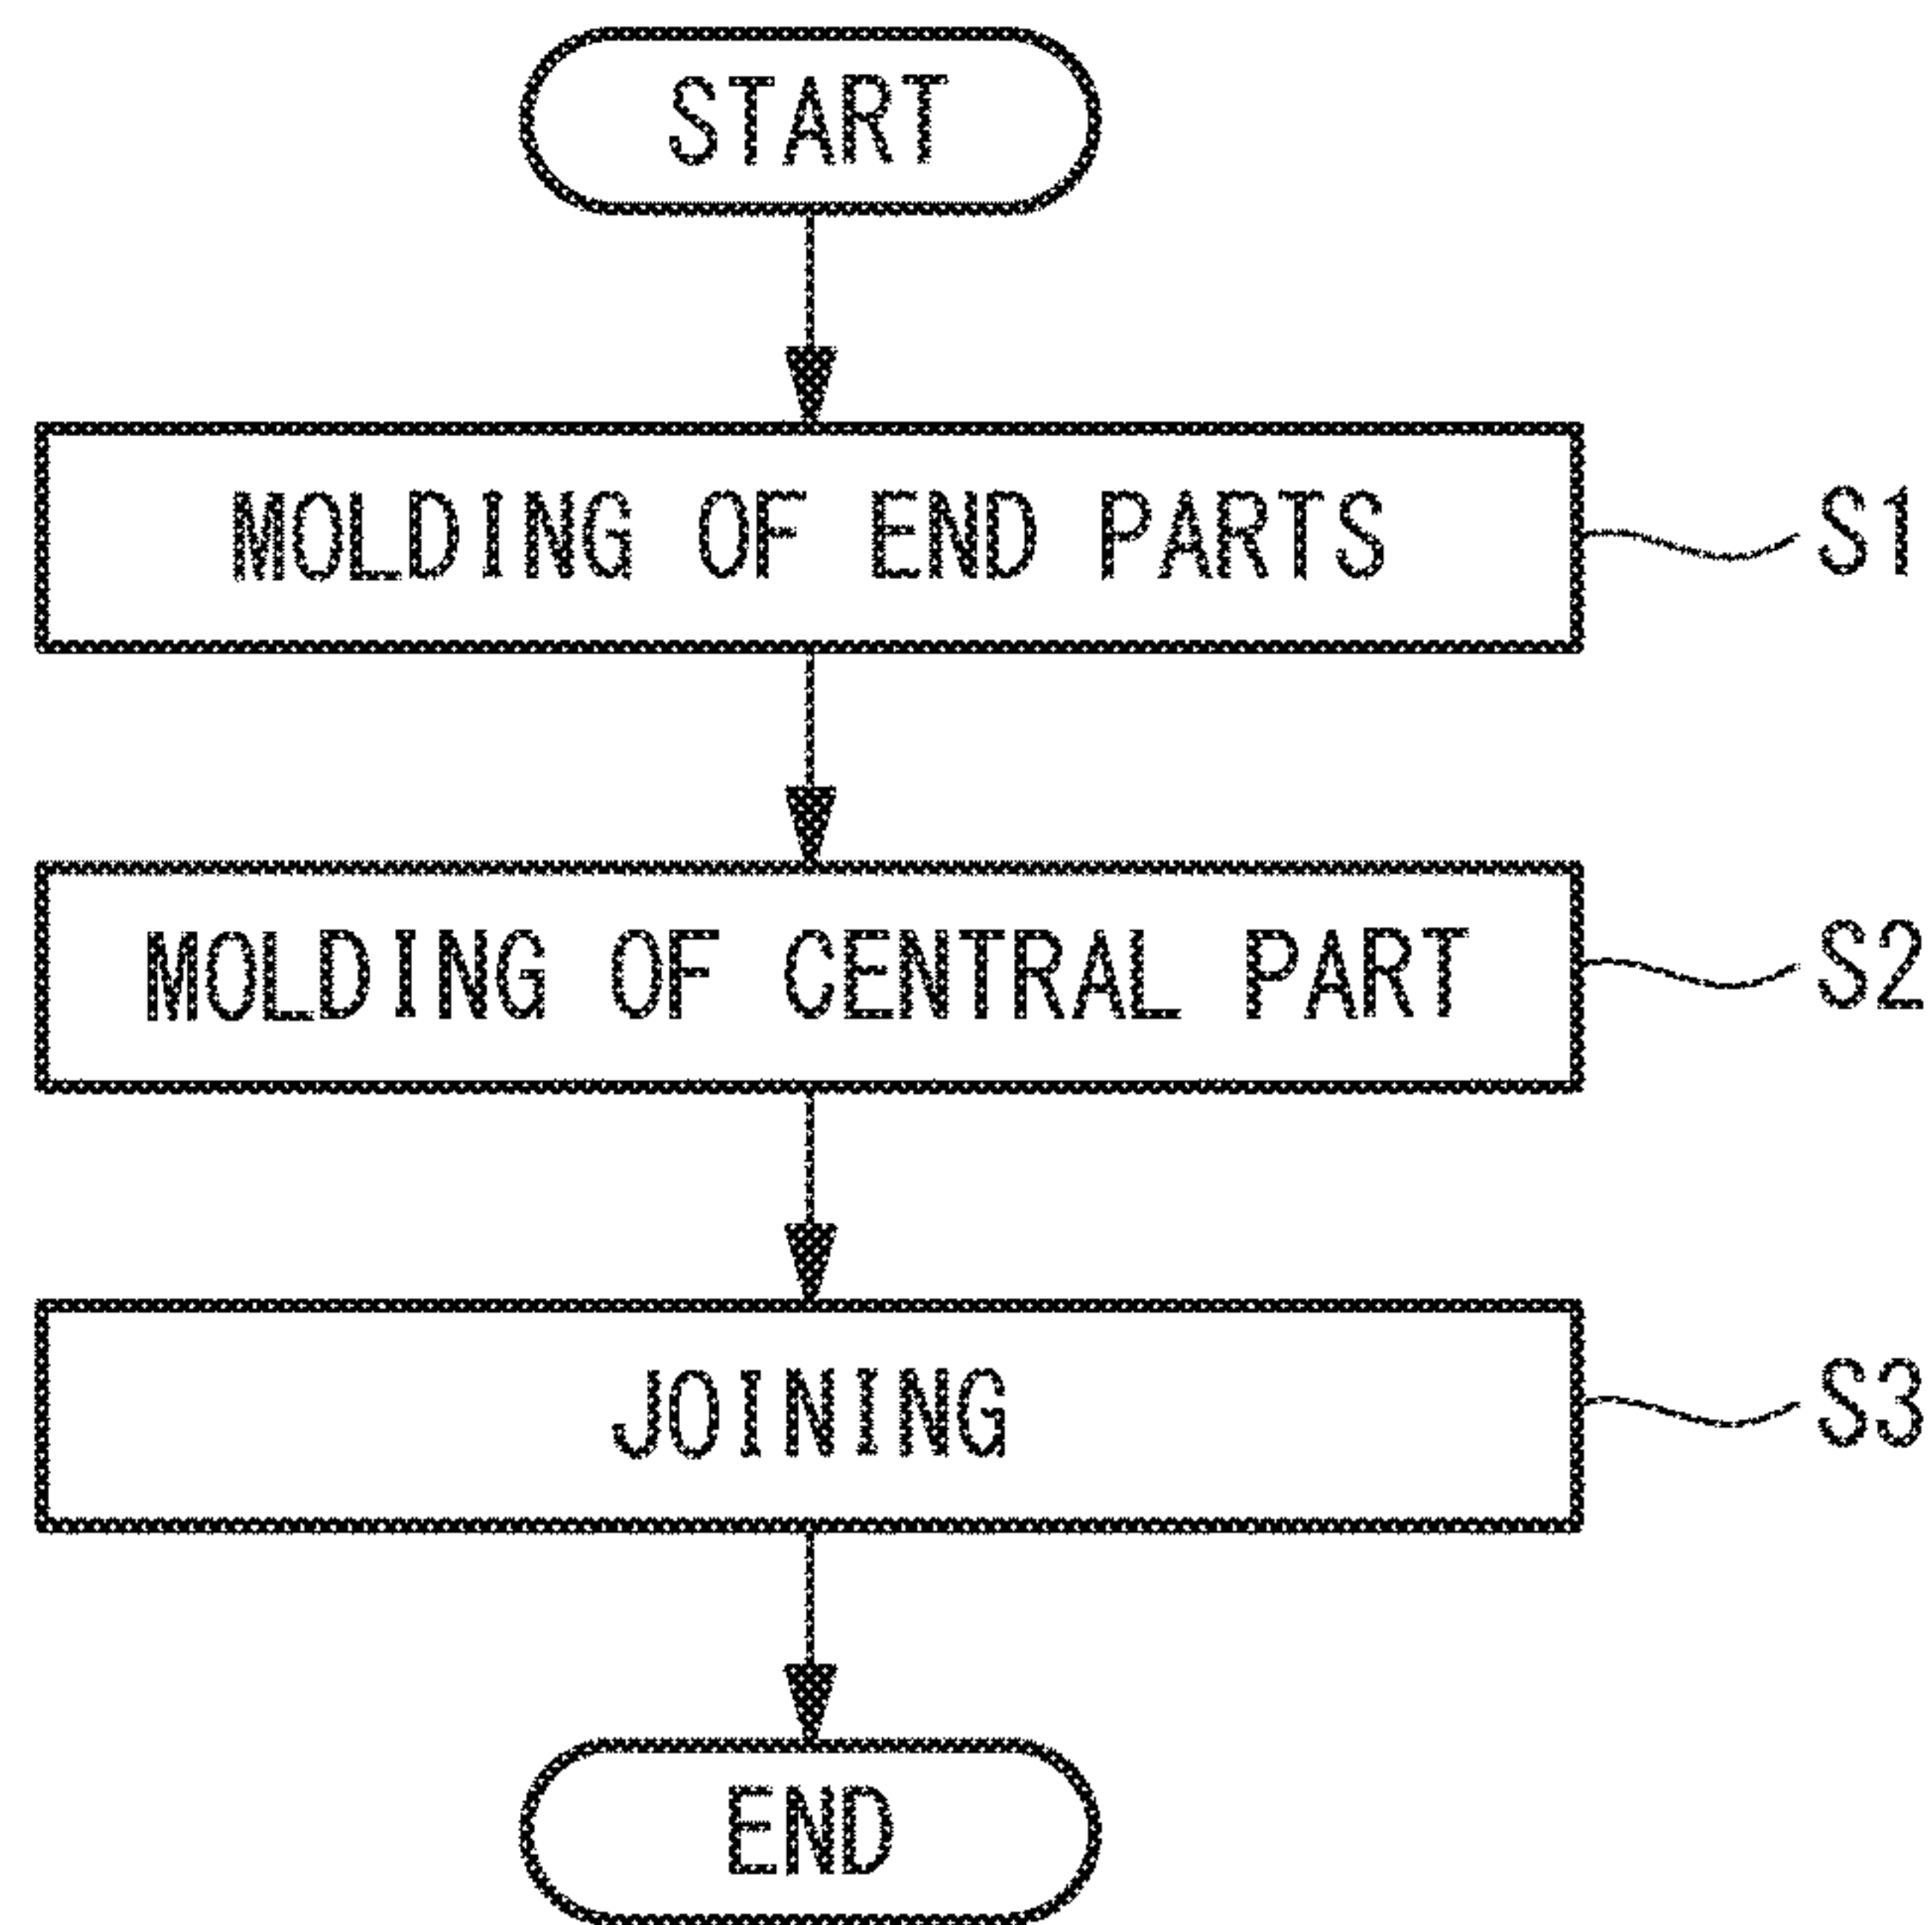 START
MOLDING OF END PARTS
S1
MOLDING OF CENTRAL PART
S2
JOINING
S3
END